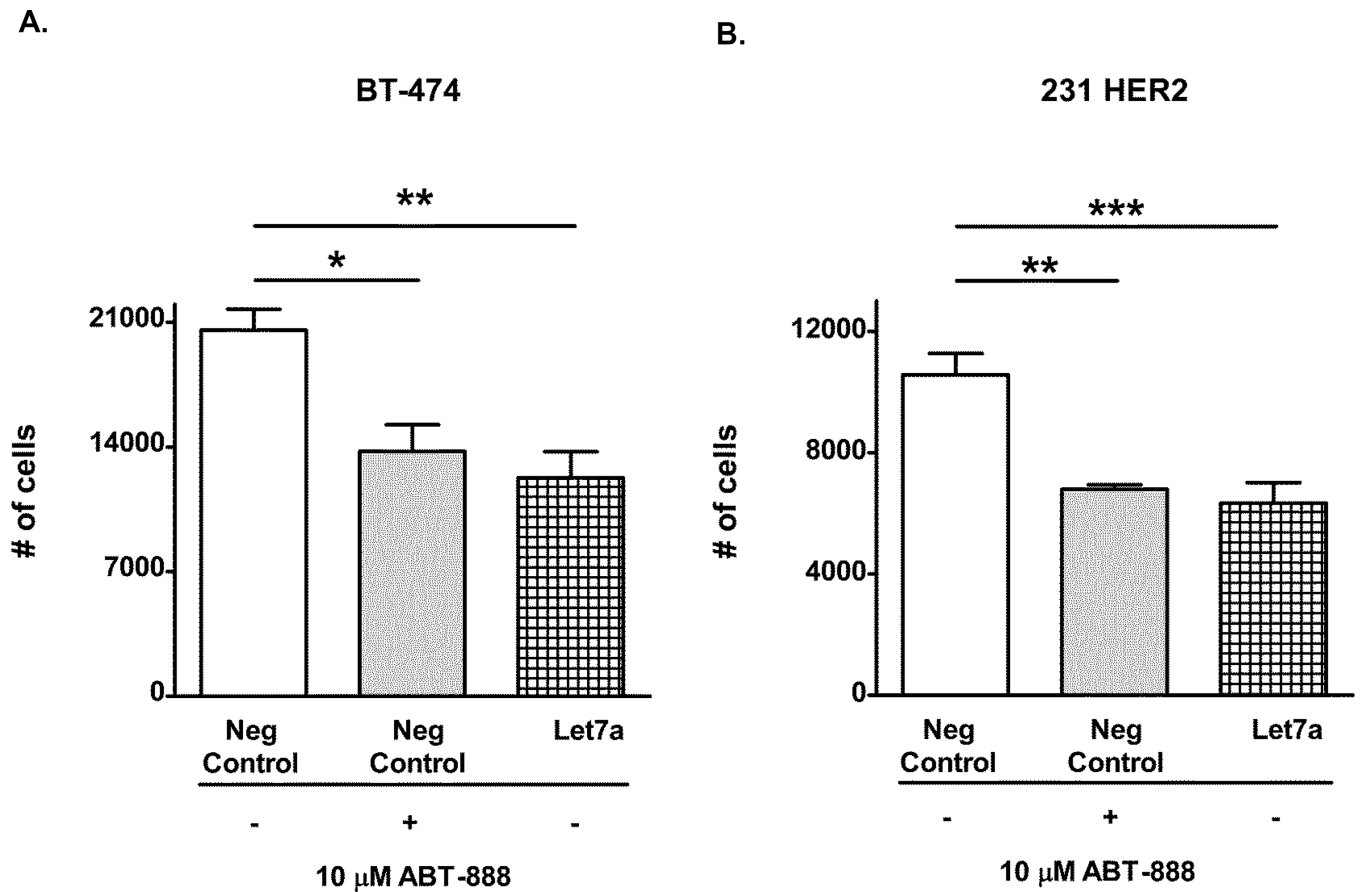 A.
BT-474
**
*
# of cells
21000
14000
7000
0
Neg Control
Neg Control
Let7a
-
+
-
10 μM ABT-888
B.
231 HER2
***
**
# of cells
12000
8000
4000
0
Neg Control
Neg Control
Let7a
-
+
-
10 μM ABT-888